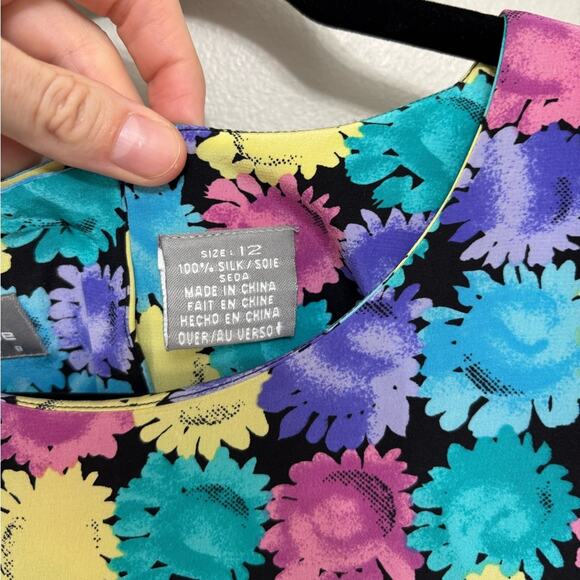 SIZE: 12
100% SILK/SOIE
SEDA
MADE IN CHINA
FAIT EN CHINE
HECHO EN CHINA
OVER/AU VERSO